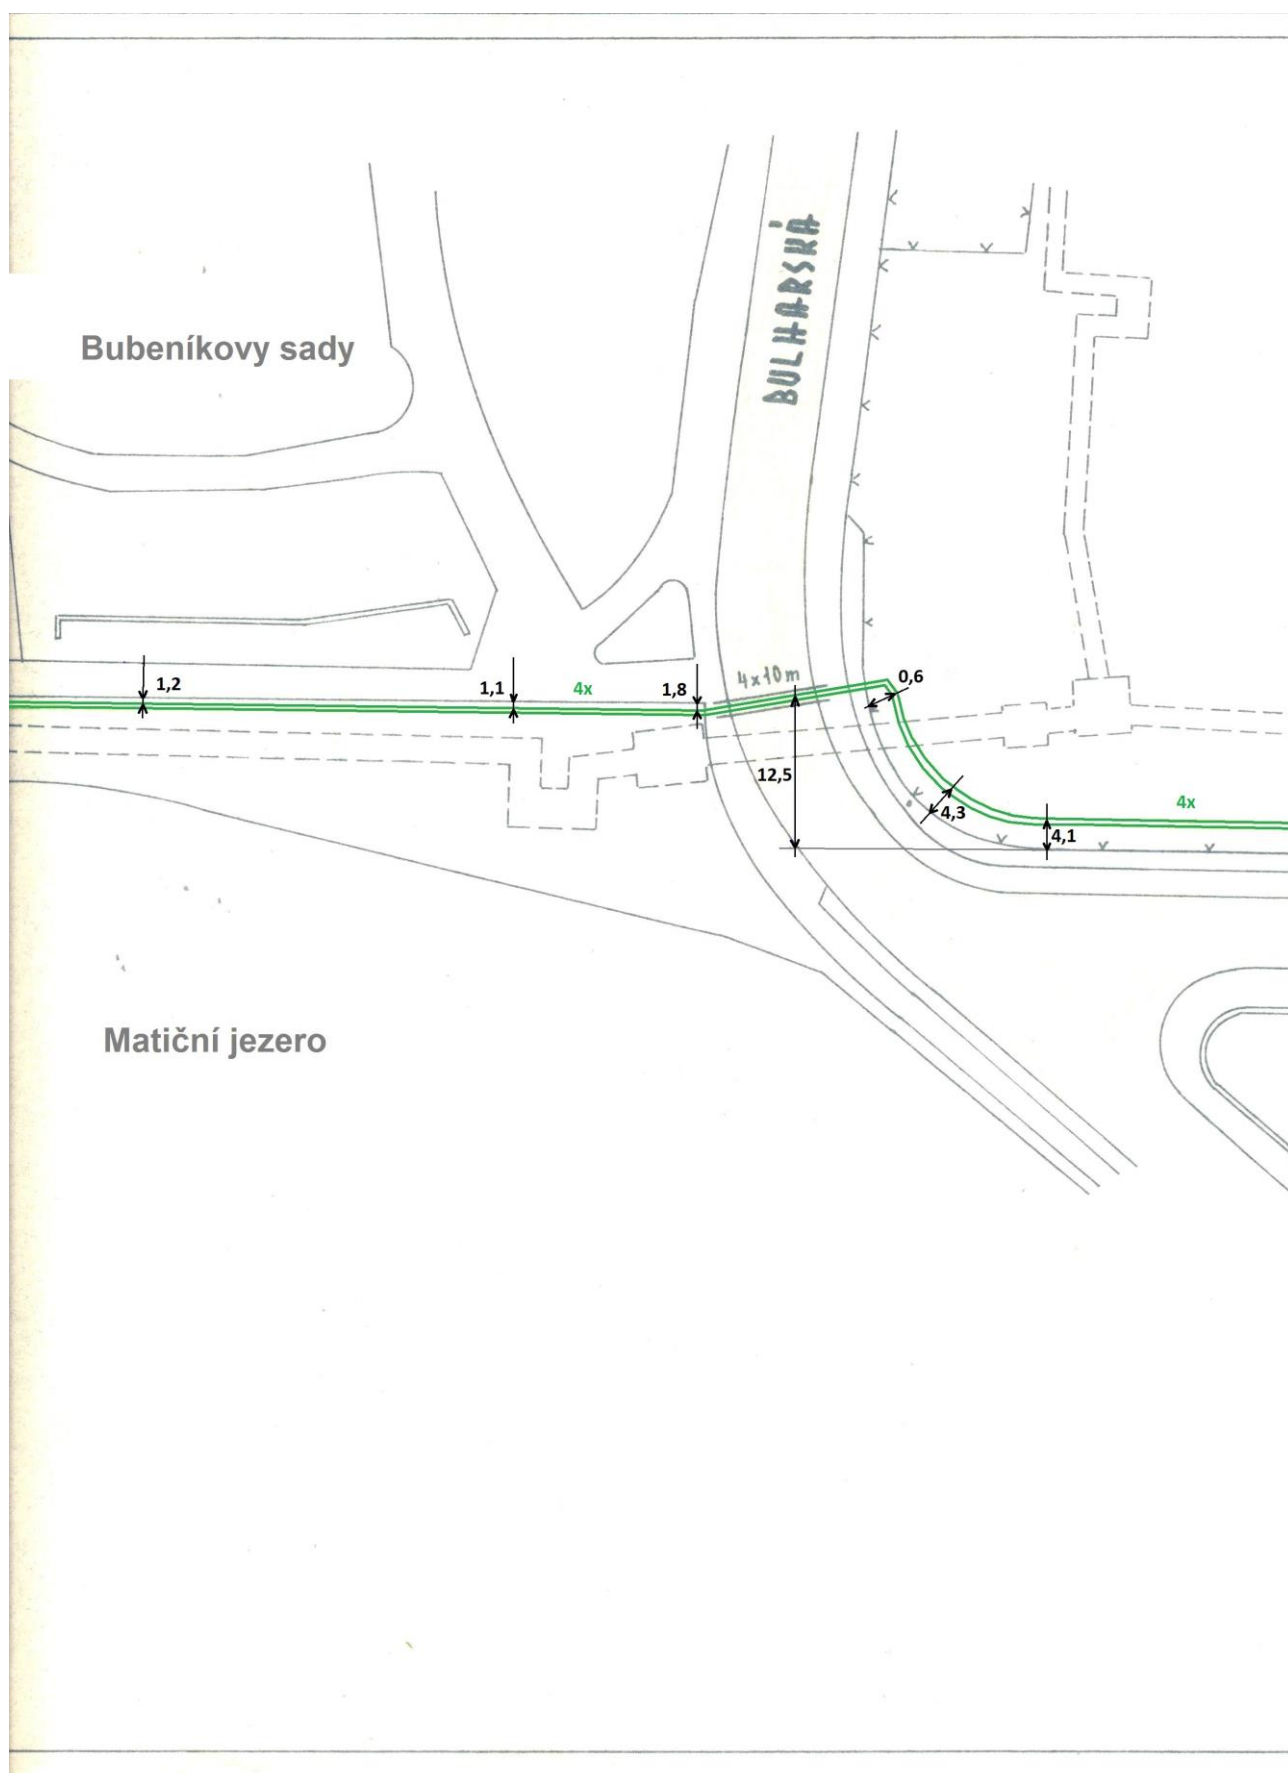 BULHARSKÁ
Bubeníkovy sady
4x10m
0,6
1,2
1,1
4x
1,8
12,5
4x
4,3
4,1
Matiční jezero